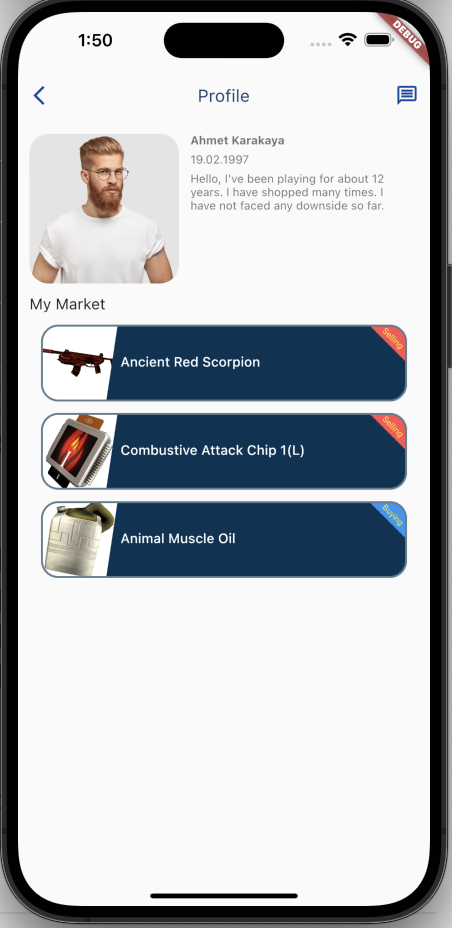 1:50
DEBUG
Profile
Ahmet Karakaya
19.02.1997
Hello, I've been playing for about 12
years. I have shopped many times. I
have not faced any downside so far.
My Market
Ancient Red Scorpion
Selling
Combustive Attack Chip 1(L)
Selling
Animal Muscle Oil
Buying